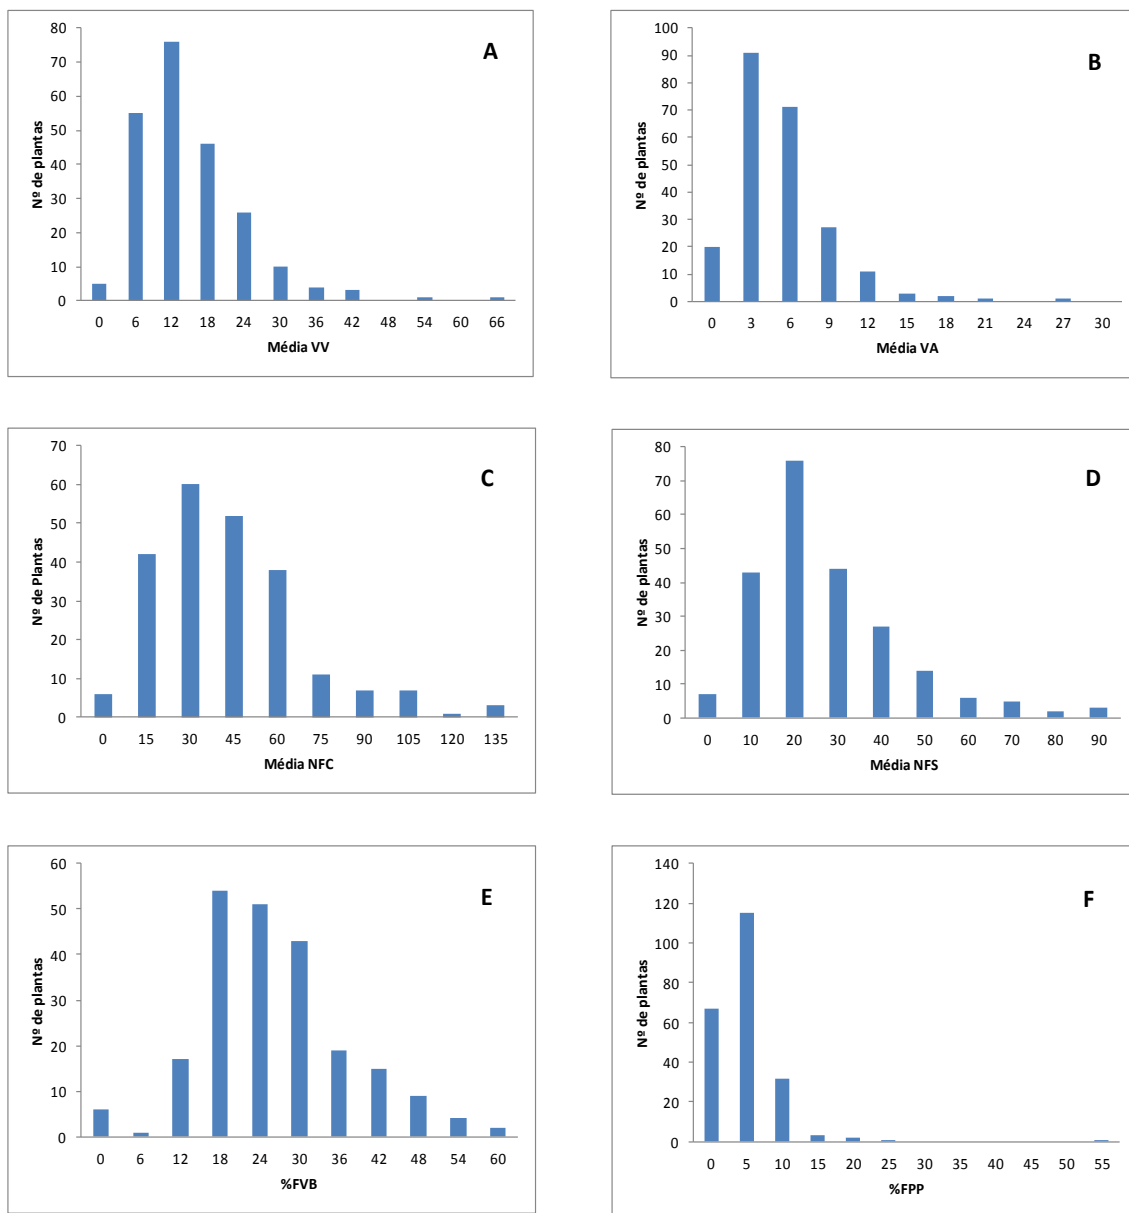 A
80
70
60
50
40
30
20
10
0
Nº de plantas
0 6 12 18 24 30 36 42 48 54 60 66
Média VV
B
100
90
80
70
60
50
40
30
20
10
0
Nº de plantas
0 3 6 9 12 15 18 21 24 27 30
Média VA
C
70
60
50
40
30
20
10
0
Nº de Plantas
0 15 30 45 60 75 90 105 120 135
Média NFC
D
80
70
60
50
40
30
20
10
0
Nº de plantas
0 10 20 30 40 50 60 70 80 90
Média NFS
E
60
50
40
30
20
10
0
Nº de plantas
0 6 12 18 24 30 36 42 48 54 60
%FVB
F
140
120
100
80
60
40
20
0
Nº de plantas
0 5 10 15 20 25 30 35 40 45 50 55
%FPP